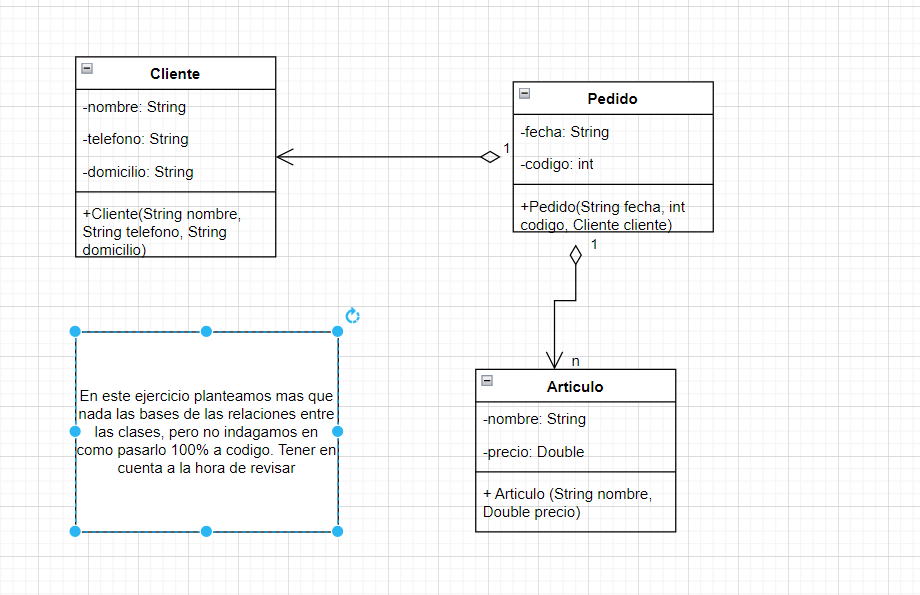 Cliente
-nombre: String
-telefono: String
-domicilio: String
+Cliente(String nombre,
String telefono, String
domicilio)
1
Pedido
-fecha: String
-codigo: int
+Pedido(String fecha, int
codigo, Cliente cliente)
1
n
Articulo
-nombre: String
-precio: Double
+ Articulo (String nombre,
Double precio)
En este ejercicio planteamos mas que
nada las bases de las relaciones entre
las clases, pero no indagamos en
como pasarlo 100% a codigo. Tener en
cuenta a la hora de revisar